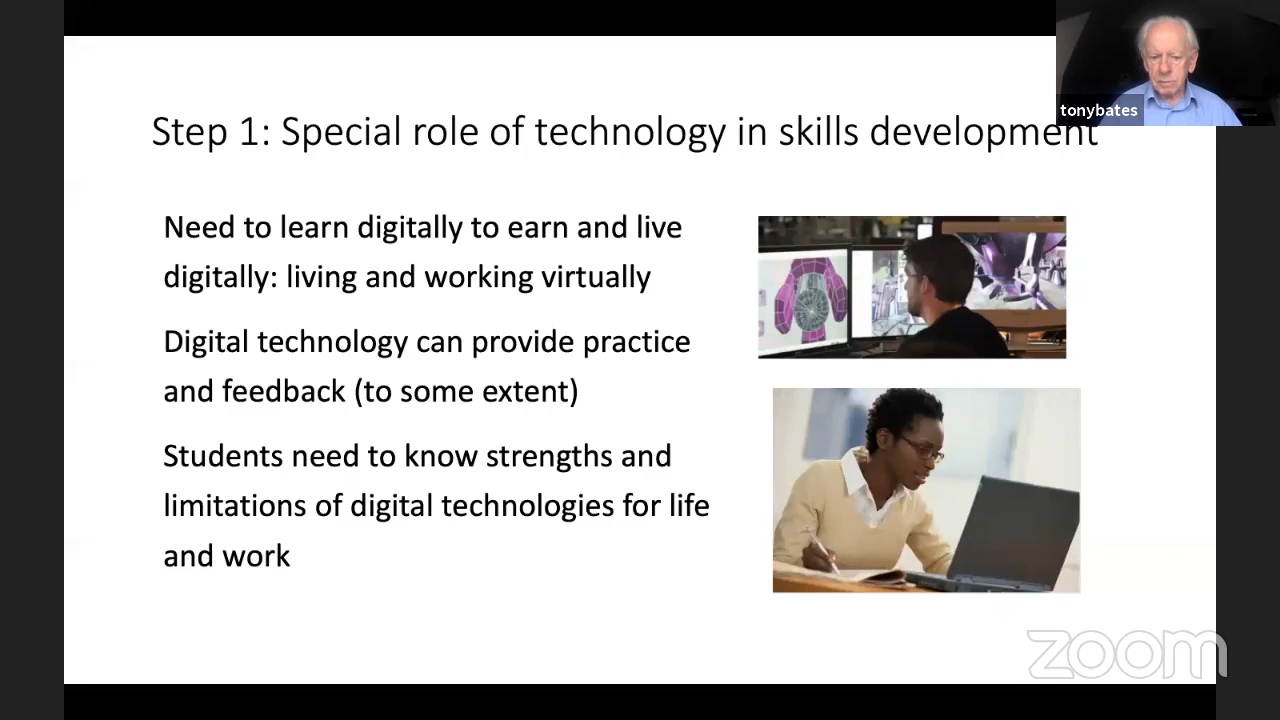 tonybates
Step 1: Special role of technology in skills development
Need to learn digitally to earn and live
digitally: living and working virtually
Digital technology can provide practice
and feedback (to some extent)
Students need to know strengths and
limitations of digital technologies for life
and work
zoom